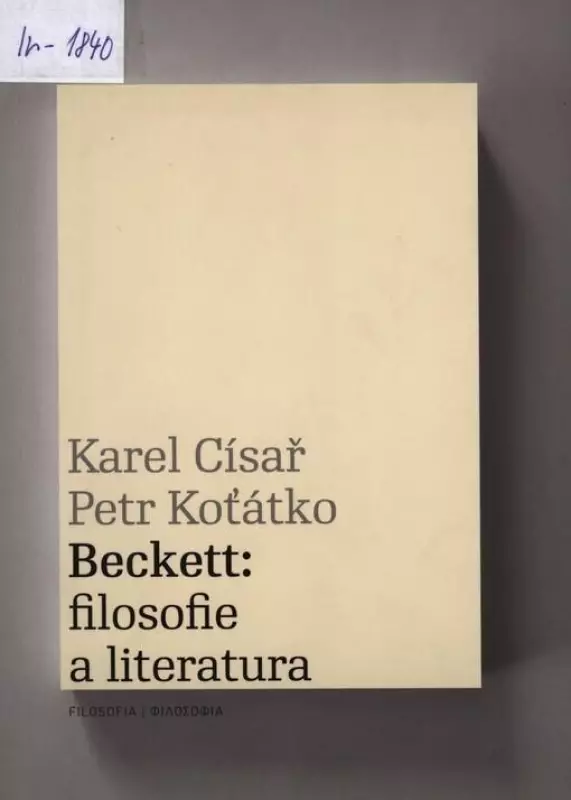 In-1840
Karel Císař
Petr Koťátko
Beckett:
filosofie
a literatura
FILOSOFIA | ΦΙΛΟΣΟΦΙΑ